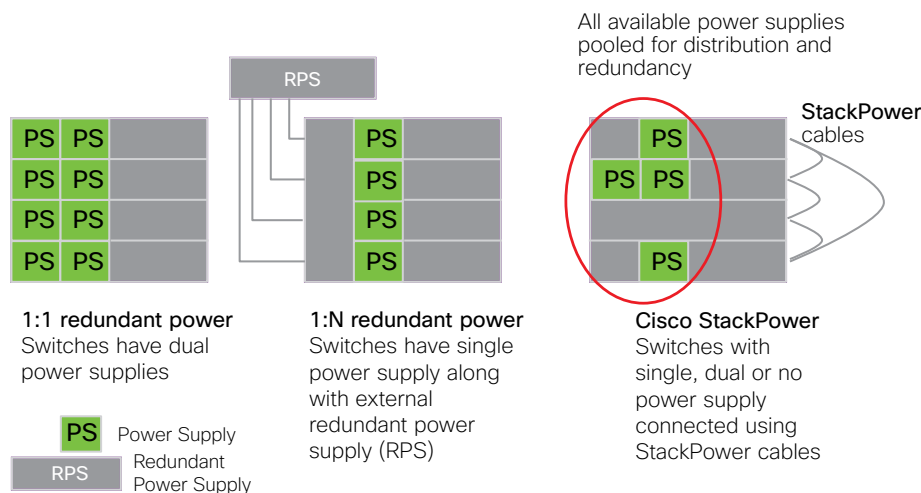 All available power supplies
pooled for distribution and
redundancy
RPS
StackPower
cables
PS PS
PS PS
PS PS
PS PS
PS
PS
PS
PS
PS
PS PS
PS
1:1 redundant power
Switches have dual
power supplies
1:N redundant power
Switches have single
power supply along
with external
redundant power
supply (RPS)
Cisco StackPower
Switches with
single, dual or no
power supply
connected using
StackPower cables
PS Power Supply
RPS Redundant
Power Supply